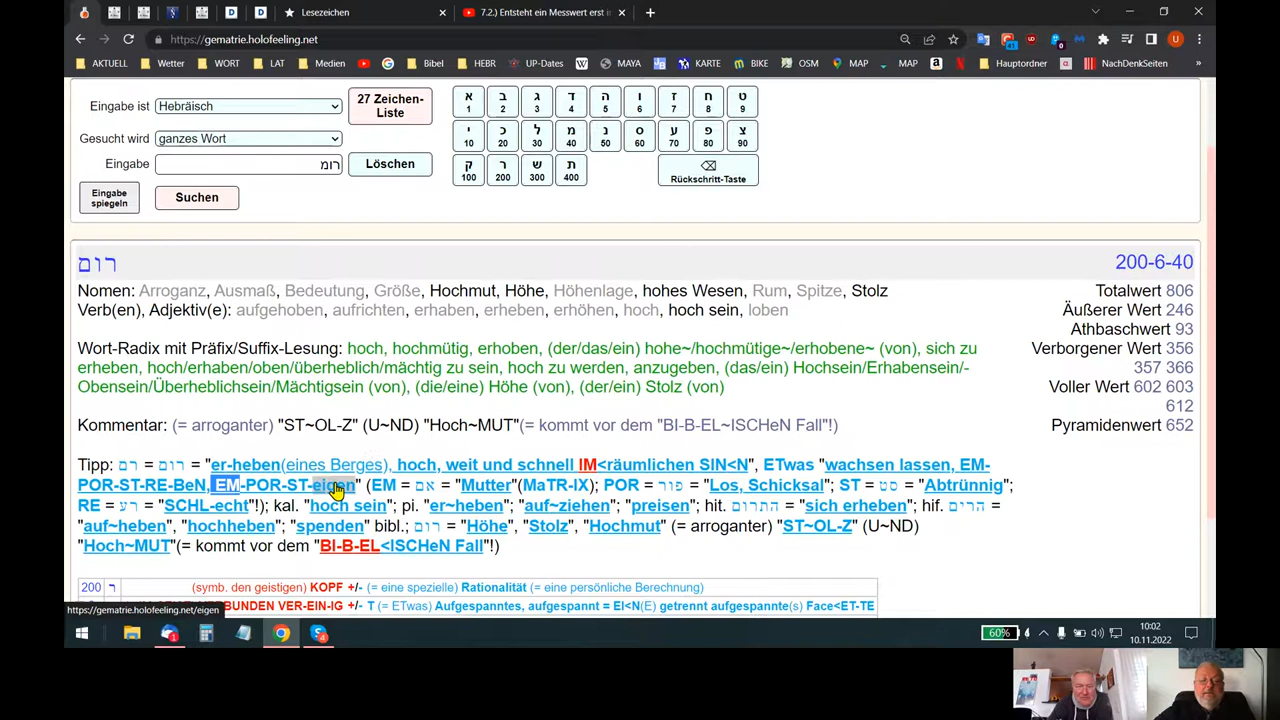 Lesezeichen
7.2.) Entsteht ein Messwert erst i
https://gematrie.holofeeling.net
AKTUELL Wetter WORT LAT Medien Bibel HEBR UP-Dates MAYA KARTE BIKE OSM MAP MAP Hauptordner NachDenkSeiten
Eingabe ist Hebräisch
27 Zeichen-Liste
Gesucht wird ganzes Wort
Eingabe רומ Löschen
Eingabe spiegeln Suchen
א ב ג ד ה ו ז ח ט
1 2 3 4 5 6 7 8 9
י כ ל מ נ ס ע פ צ
10 20 30 40 50 60 70 80 90
ק ר ש ת
100 200 300 400
Rückschritt-Taste
רום 200-6-40
Nomen: Arroganz, Ausmaß, Bedeutung, Größe, Hochmut, Höhe, Höhenlage, hohes Wesen, Rum, Spitze, Stolz
Totalwert 806
Verb(en), Adjektiv(e): aufgehoben, aufrichten, erhaben, erheben, erhöhen, hoch, hoch sein, loben
Äußerer Wert 246
Athbaschwert 93
Wort-Radix mit Präfix/Suffix-Lesung: hoch, hochmütig, erhoben, (der/das/ein) hohe~/hochmütige~/erhobene~ (von), sich zu
Verborgener Wert 356
erheben, hoch/erhaben/oben/überheblich/mächtig zu sein, hoch zu werden, anzugeben, (das/ein) Hochsein/Erhabensein/-
357 366
Obensein/Überheblichsein/Mächtigsein (von), (die/eine) Höhe (von), (der/ein) Stolz (von)
Voller Wert 602 603
612
Kommentar: (= arroganter) "ST~OL-Z" (U~ND) "Hoch~MUT"(= kommt vor dem "BI-B-EL~ISCHeN Fall"!)
Pyramidenwert 652
Tipp: רם = רום = "er-heben(eines Berges), hoch, weit und schnell IM<räumlichen SIN<N", ETwas "wachsen lassen, EM-
POR-ST-RE-BeN, EM-POR-ST-eigen" (EM = אם = "Mutter"(MaTR-IX); POR = פור = "Los, Schicksal"; ST = סט = "Abtrünnig";
RE = רע = "SCHL-echt"!); kal. "hoch sein"; pi. "er~heben", "auf~ziehen", "preisen"; hit. התרום = "sich erheben"; hif. הרים =
"auf~heben", "hochheben", "spenden" bibl.; רום = "Höhe", "Stolz", "Hochmut" (= arroganter) "ST~OL-Z" (U~ND)
"Hoch~MUT"(= kommt vor dem "BI-B-EL<ISCHeN Fall"!)
200 ר (symb. den geistigen) KOPF +/- (= eine spezielle) Rationalität (= eine persönliche Berechnung)
VERBUNDEN VER-EIN-IG +/- T (= ETwas) Aufgespanntes, aufgespannt = EI<N(E) getrennt aufgespannte(s) Face<ET-TE
https://gematrie.holofeeling.net/eigen
60%
10:02
10.11.2022